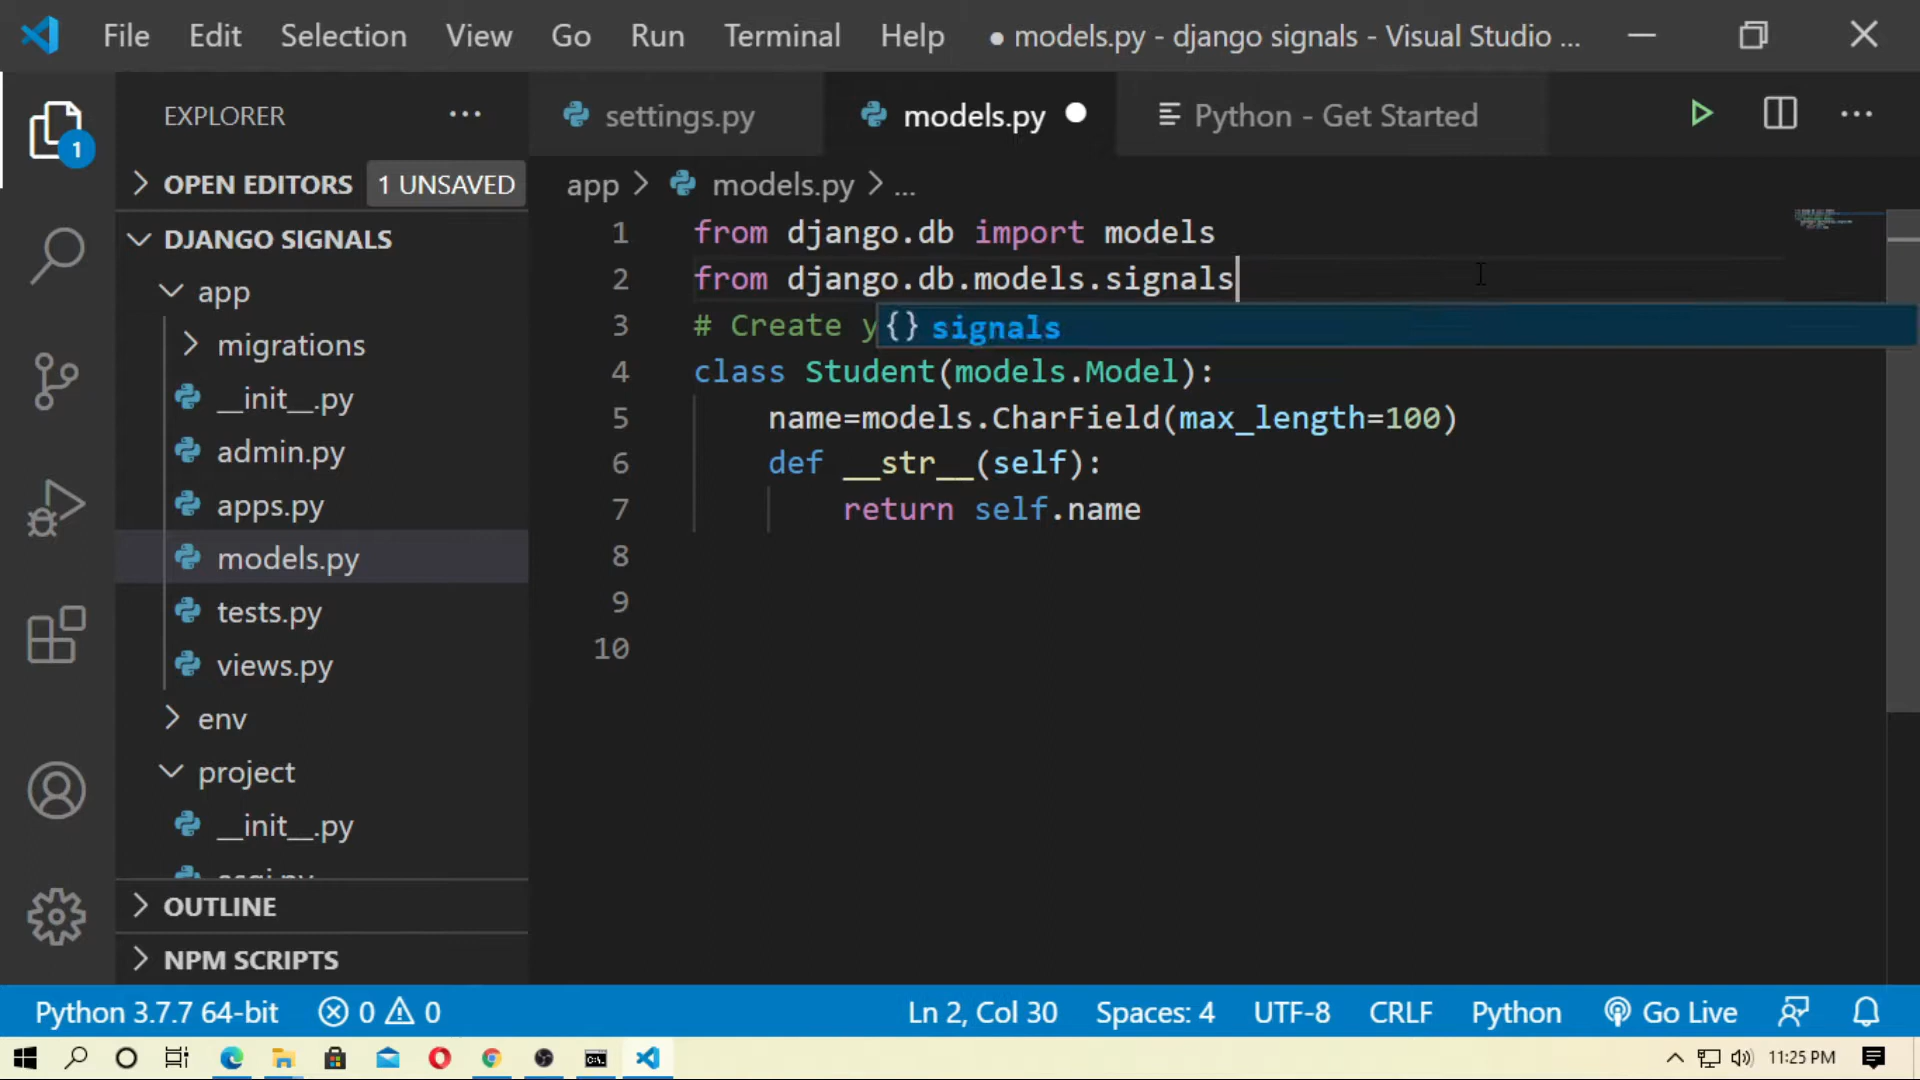 File Edit Selection View Go Run Terminal Help ● models.py - django signals - Visual Studio ...
EXPLORER ...
settings.py models.py Python - Get Started ...
OPEN EDITORS 1 UNSAVED
app > models.py > ...
1
DJANGO SIGNALS
app
migrations
__init__.py
admin.py
apps.py
models.py
tests.py
views.py
env
project
__init__.py
asgi.py
OUTLINE
NPM SCRIPTS
1 from django.db import models
2 from django.db.models.signals
3 # Create y
{} signals
4 class Student(models.Model):
5 name=models.CharField(max_length=100)
6 def __str__(self):
7 return self.name
8
9
10
Python 3.7.7 64-bit 0 0 Ln 2, Col 30 Spaces: 4 UTF-8 CRLF Python Go Live
11:25 PM